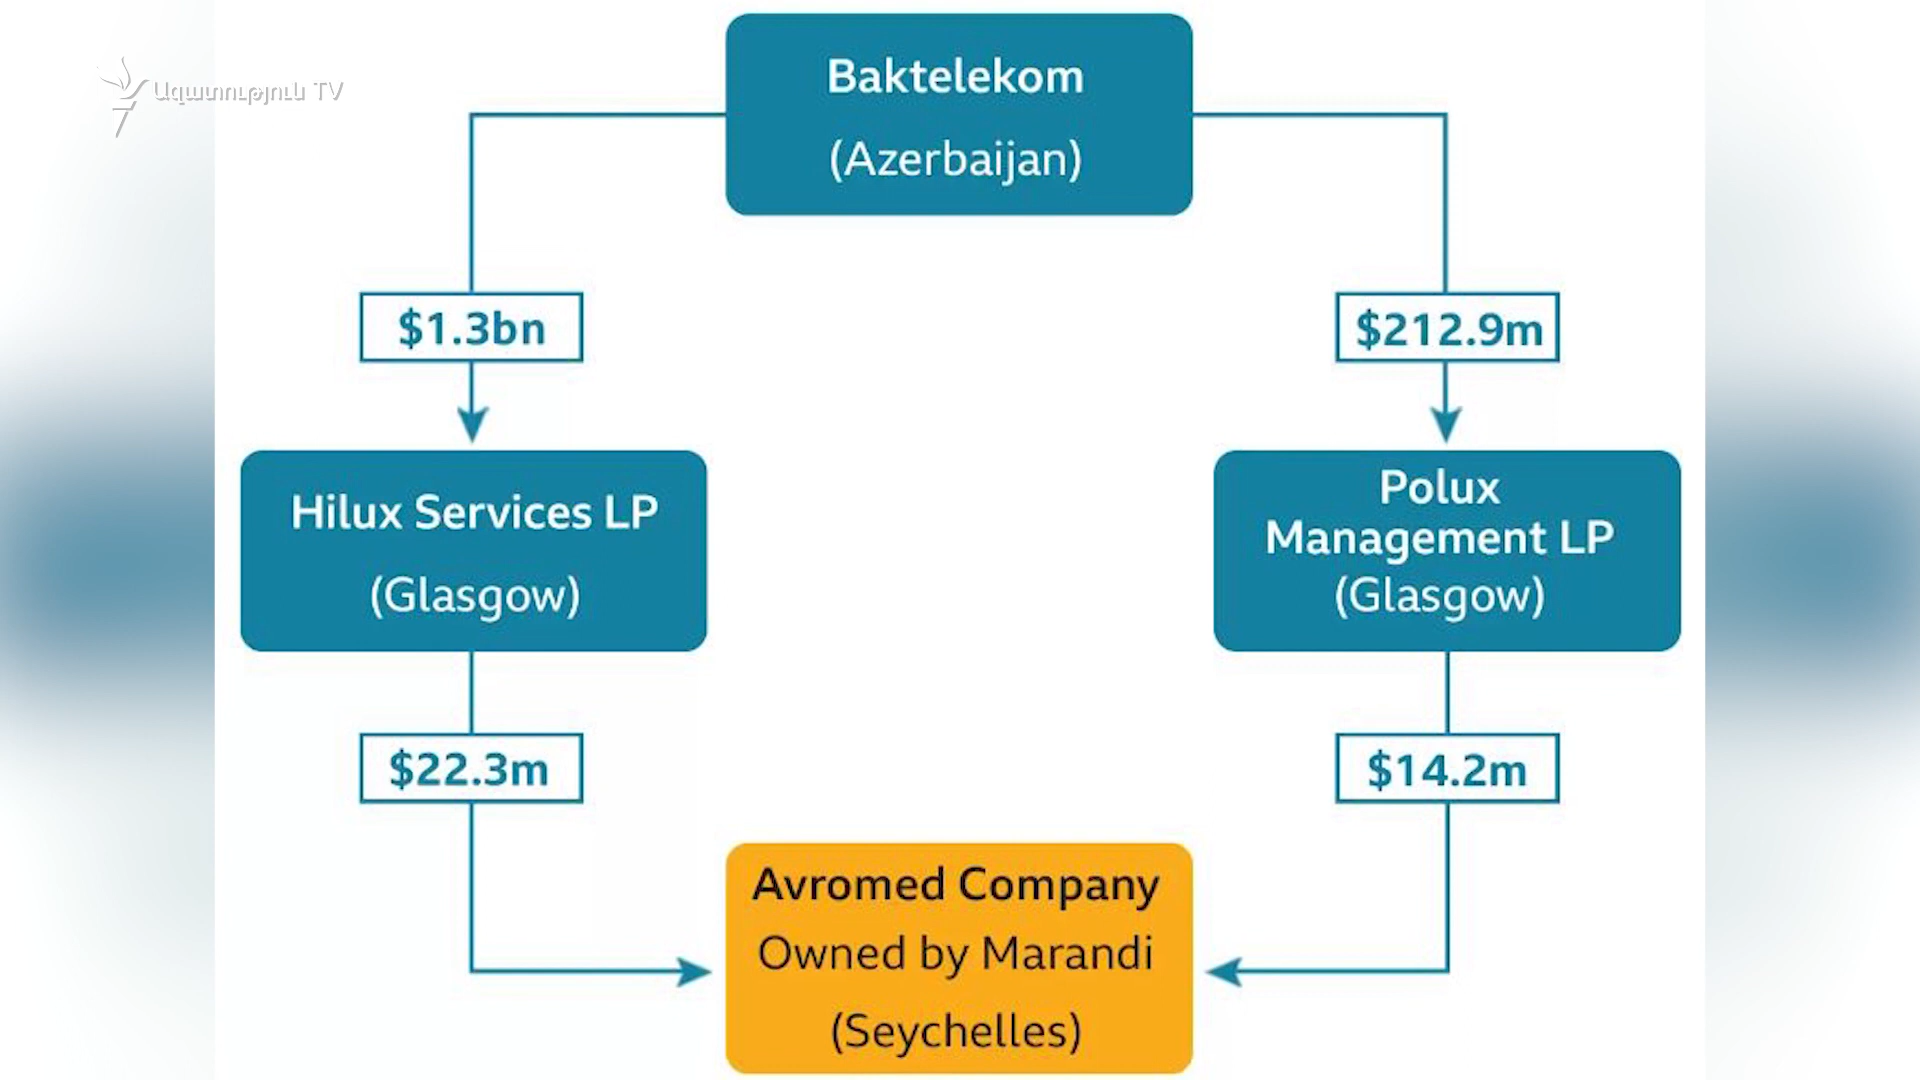 Ազատություն TV
Baktelekom
(Azerbaijan)
$1.3bn
$212.9m
Hilux Services LP
(Glasgow)
Polux
Management LP
(Glasgow)
$22.3m
$14.2m
Avromed Company
Owned by Marandi
(Seychelles)